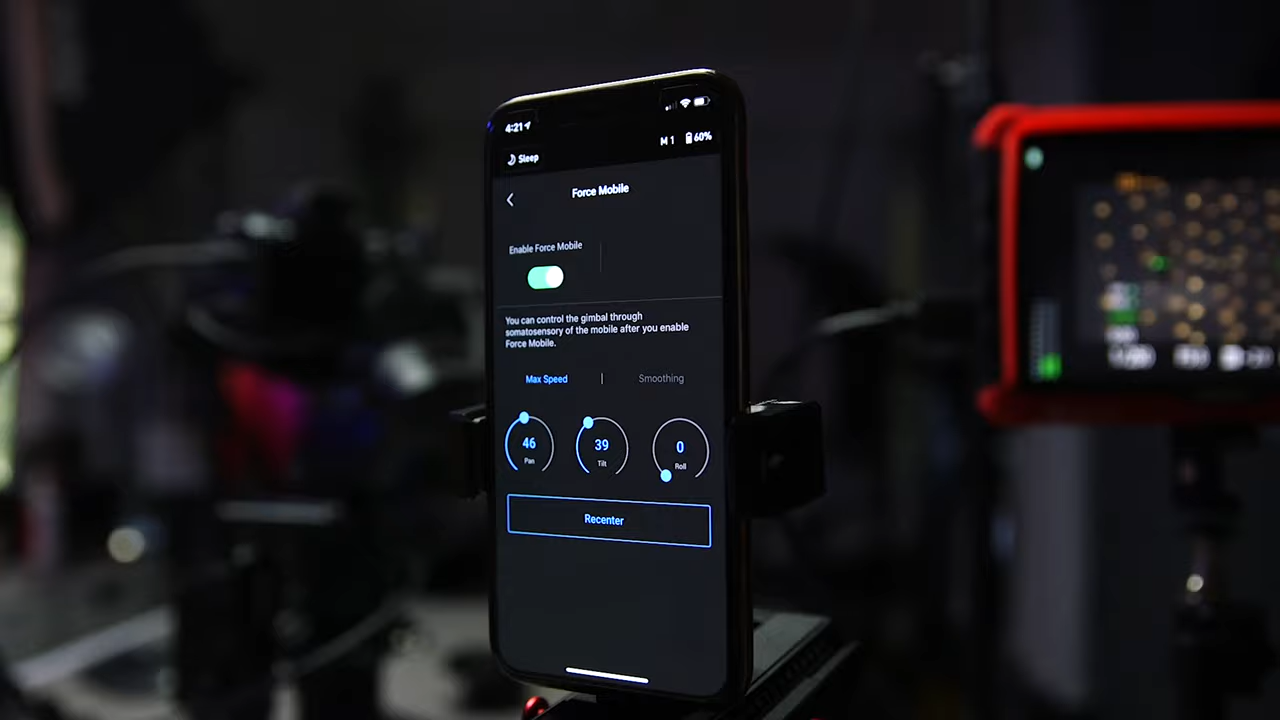 4:21
M 1 60%
Sleep
Force Mobile
Enable Force Mobile
You can control the gimbal through
somatosensory of the mobile after you enable
Force Mobile.
Max Speed | Smoothing
46 39 0
Pan Tilt Roll
Recenter